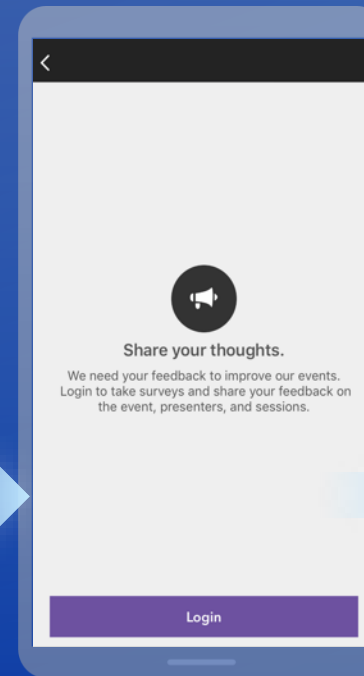 Share your thoughts.
We need your feedback to improve our events.
Login to take surveys and share your feedback on
the event, presenters, and sessions.
Login